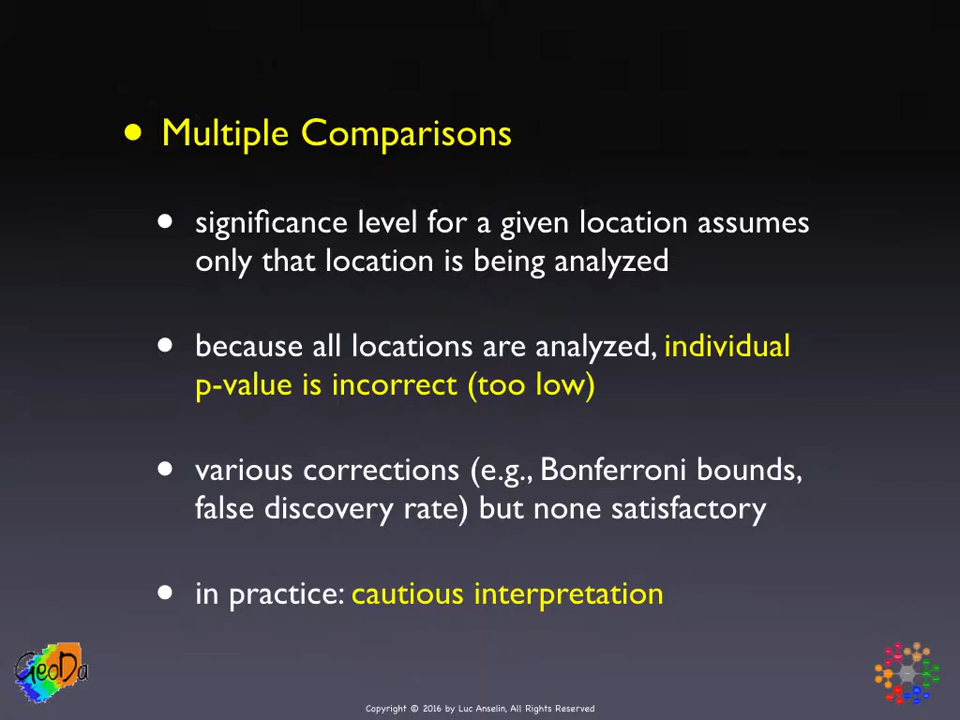 • Multiple Comparisons
• significance level for a given location assumes
only that location is being analyzed
• because all locations are analyzed, individual
p-value is incorrect (too low)
• various corrections (e.g., Bonferroni bounds,
false discovery rate) but none satisfactory
• in practice: cautious interpretation
GeoDa
Copyright © 2016 by Luc Anselin, All Rights Reserved